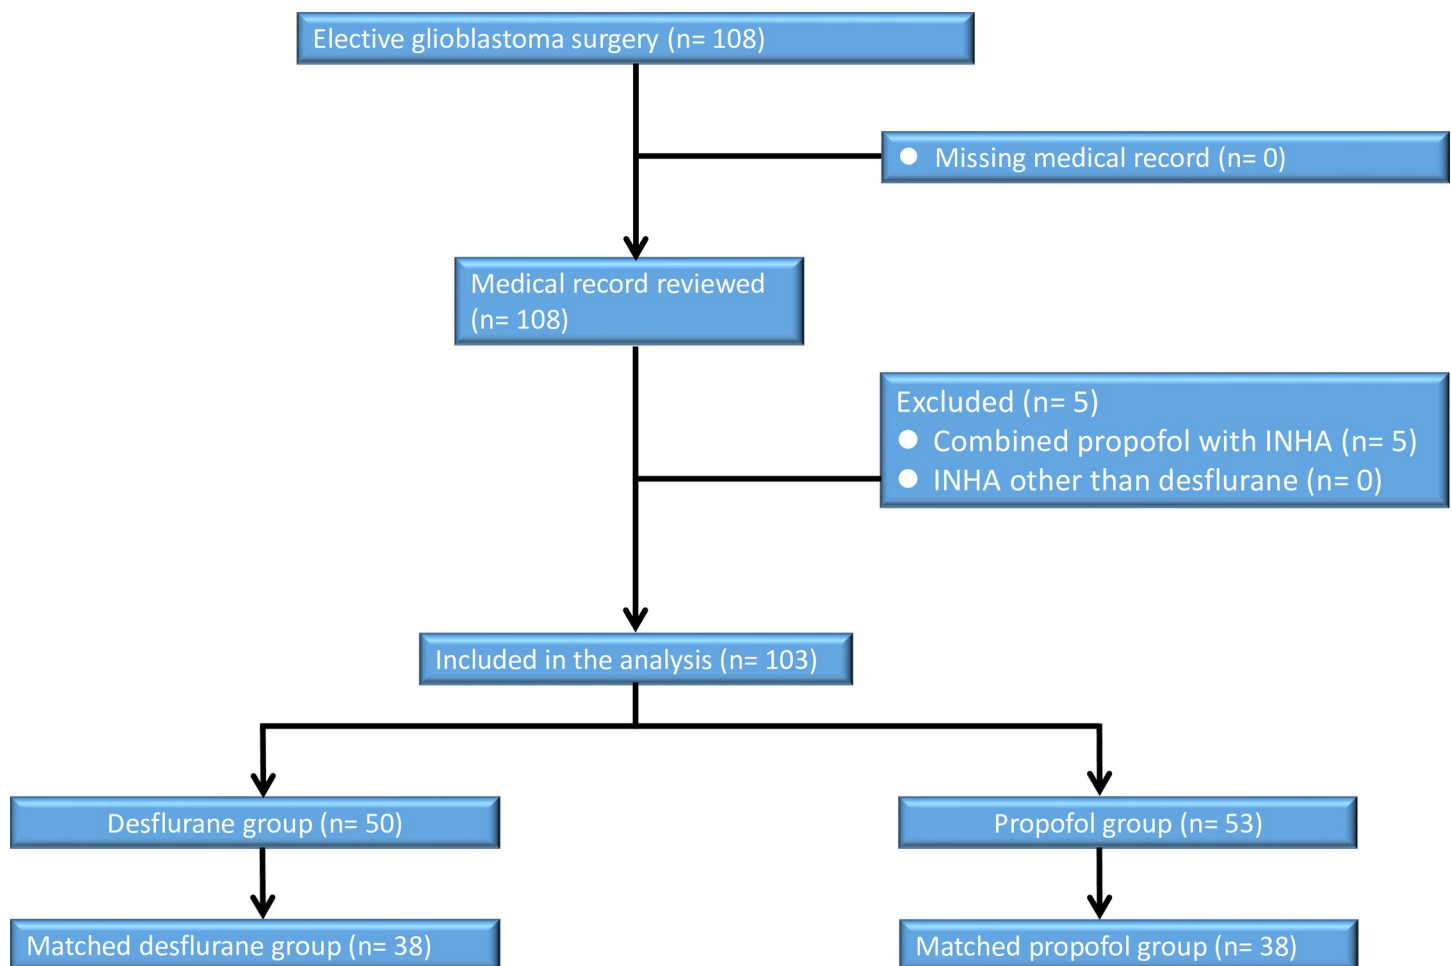 Elective glioblastoma surgery (n= 108)
● Missing medical record (n= 0)
Medical record reviewed
(n= 108)
Excluded (n= 5)
● Combined propofol with INHA (n= 5)
● INHA other than desflurane (n= 0)
Included in the analysis (n= 103)
Desflurane group (n= 50)
Propofol group (n= 53)
Matched desflurane group (n= 38)
Matched propofol group (n= 38)